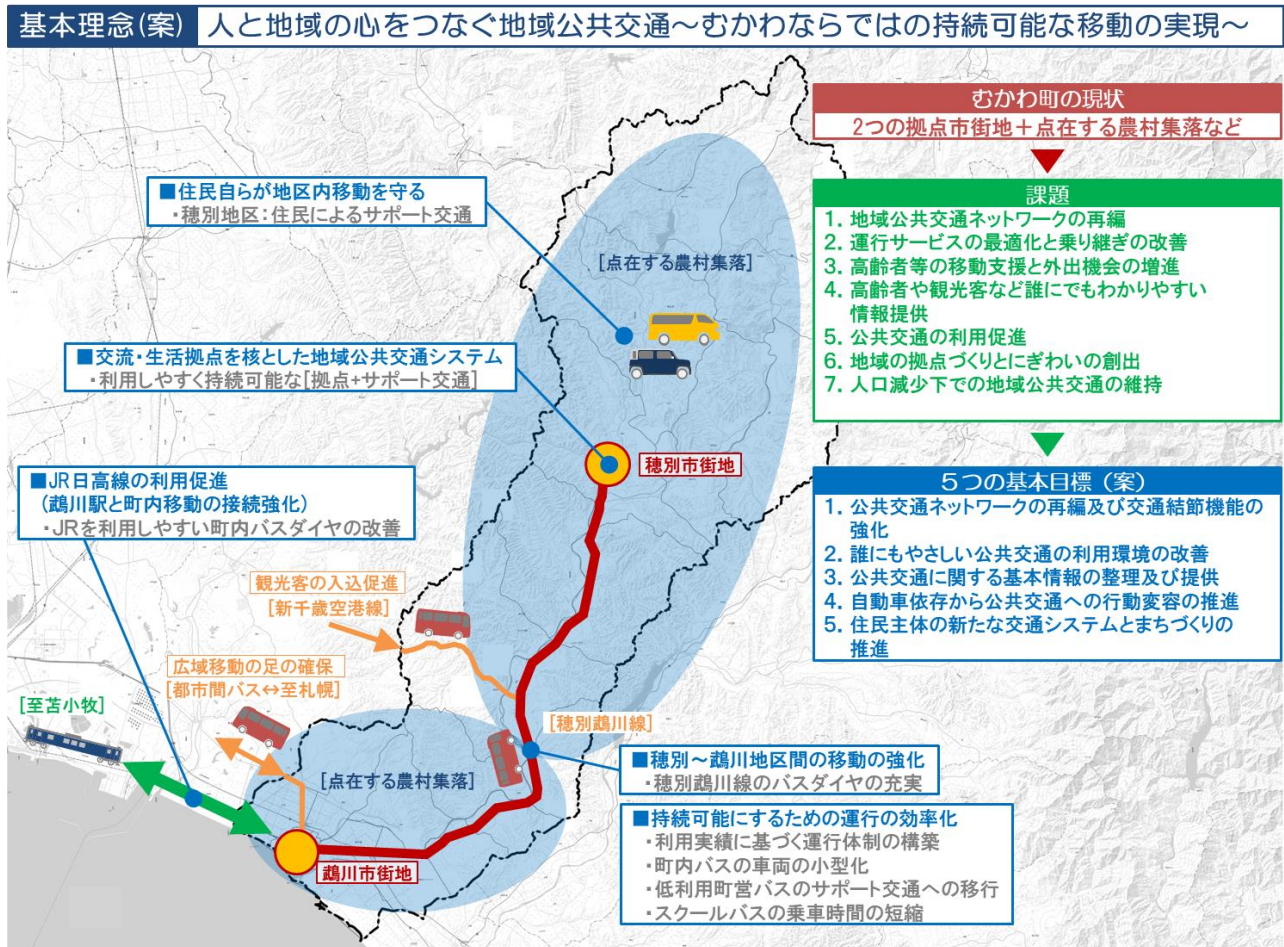 基本理念(案) 人と地域の心をつなぐ地域公共交通～むかわならではの持続可能な移動の実現～
むかわ町の現状
2つの拠点市街地＋点在する農村集落など
課題
1. 地域公共交通ネットワークの再編
2. 運行サービスの最適化と乗り継ぎの改善
3. 高齢者等の移動支援と外出機会の増進
4. 高齢者や観光客など誰にでもわかりやすい
情報提供
5. 公共交通の利用促進
6. 地域の拠点づくりとにぎわいの創出
7. 人口減少下での地域公共交通の維持
５つの基本目標（案）
1. 公共交通ネットワークの再編及び交通結節機能の
強化
2. 誰にもやさしい公共交通の利用環境の改善
3. 公共交通に関する基本情報の整理及び提供
4. 自動車依存から公共交通への行動変容の推進
5. 住民主体の新たな交通システムとまちづくりの
推進
■住民自らが地区内移動を守る
・穂別地区：住民によるサポート交通
[点在する農村集落]
■交流・生活拠点を核とした地域公共交通システム
・利用しやすく持続可能な[拠点+サポート交通]
穂別市街地
■JR日高線の利用促進
(鵡川駅と町内移動の接続強化)
・JRを利用しやすい町内バスダイヤの改善
観光客の入込促進
[新千歳空港線]
広域移動の足の確保
[都市間バス↔至札幌]
[至苫小牧]
[穂別鵡川線]
[点在する農村集落]
鵡川市街地
■穂別～鵡川地区間の移動の強化
・穂別鵡川線のバスダイヤの充実
■持続可能にするための運行の効率化
・利用実績に基づく運行体制の構築
・町内バスの車両の小型化
・低利用町営バスのサポート交通への移行
・スクールバスの乗車時間の短縮